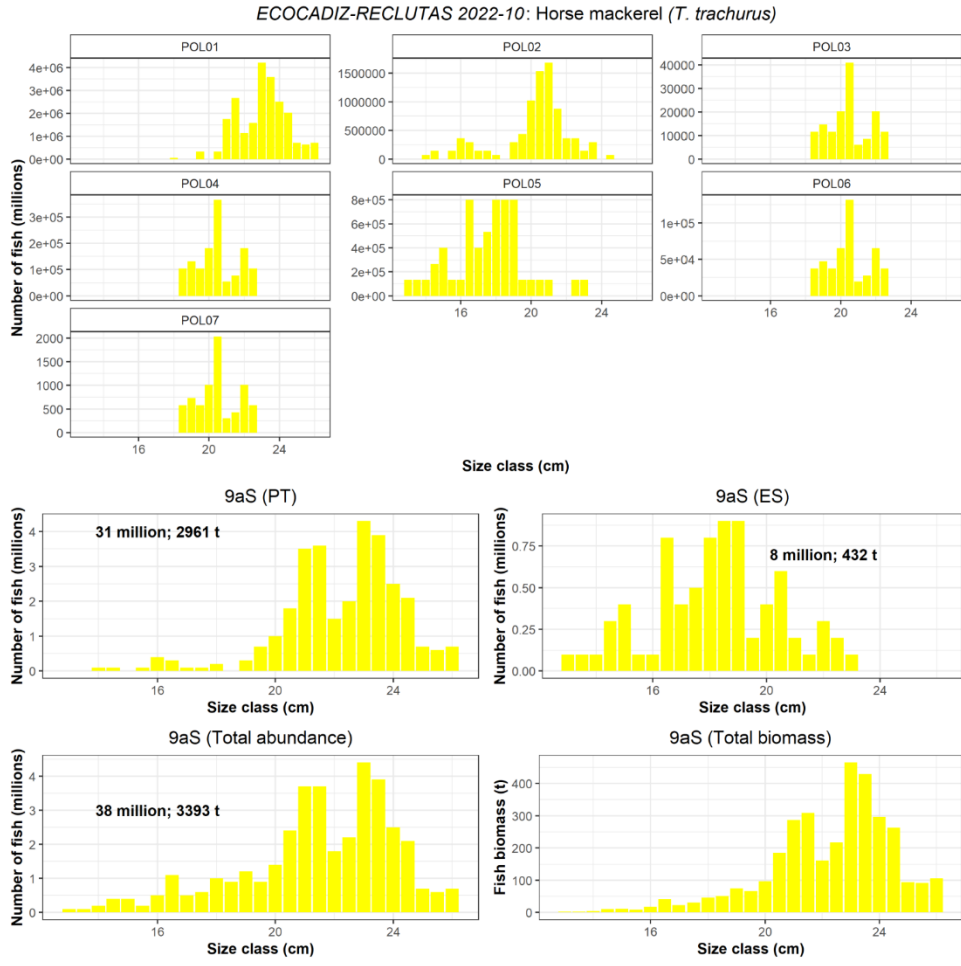 ECOCADIZ-RECLUTAS 2022-10: Horse mackerel (T. trachurus)
POL01 POL02 POL03
4e+06
3e+06
2e+06
1e+06
0e+00
1500000
1000000
500000
0
40000
30000
20000
10000
0
POL04 POL05 POL06
3e+05
2e+05
1e+05
0e+00
8e+05
6e+05
4e+05
2e+05
0e+00
1e+05
5e+04
0e+00
16 20 24
16 20 24
POL07
2000
1500
1000
500
0
16 20 24
Number of fish (millions)
Size class (cm)
9aS (PT)
31 million; 2961 t
4
3
2
1
0
16 20 24
Number of fish (millions)
Size class (cm)
9aS (ES)
8 million; 432 t
0.75
0.50
0.25
0.00
16 20 24
Number of fish (millions)
Size class (cm)
9aS (Total abundance)
38 million; 3393 t
4
3
2
1
0
16 20 24
Number of fish (millions)
Size class (cm)
9aS (Total biomass)
400
300
200
100
0
16 20 24
Fish biomass (t)
Size class (cm)